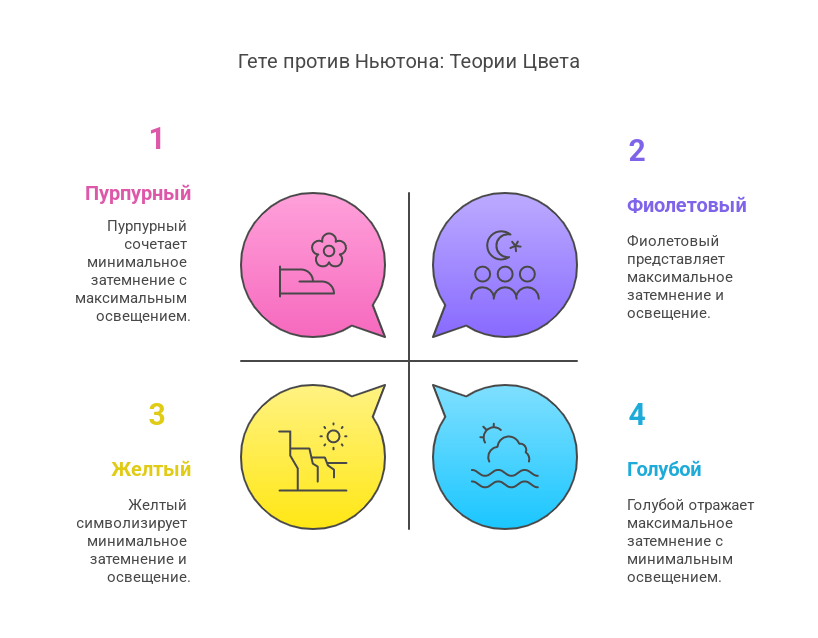 Гете против Ньютона: Теории Цвета
1
Пурпурный
Пурпурный
сочетает
минимальное
затемнение с
максимальным
освещением.
2
Фиолетовый
Фиолетовый
представляет
максимальное
затемнение и
освещение.
3
Желтый
Желтый
символизирует
минимальное
затемнение и
освещение.
4
Голубой
Голубой отражает
максимальное
затемнение с
минимальным
освещением.